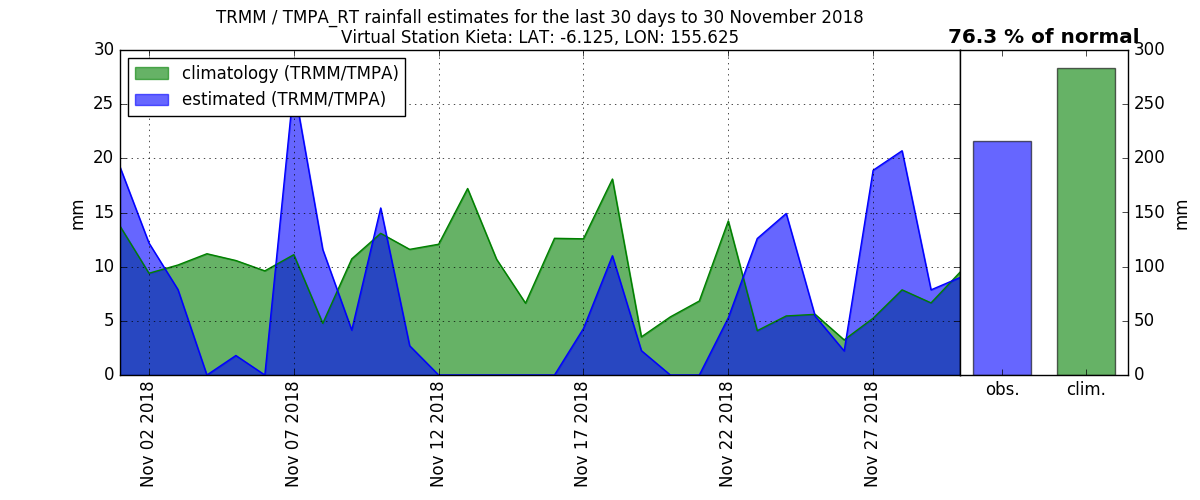 TRMM / TMPA_RT rainfall estimates for the last 30 days to 30 November 2018
Virtual Station Kieta: LAT: -6.125, LON: 155.625
76.3 % of normal
climatology (TRMM/TMPA)
estimated (TRMM/TMPA)
30
25
20
15
10
5
0
mm
Nov 02 2018
Nov 07 2018
Nov 12 2018
Nov 17 2018
Nov 22 2018
Nov 27 2018
obs.
clim.
300
250
200
150
100
50
0
mm